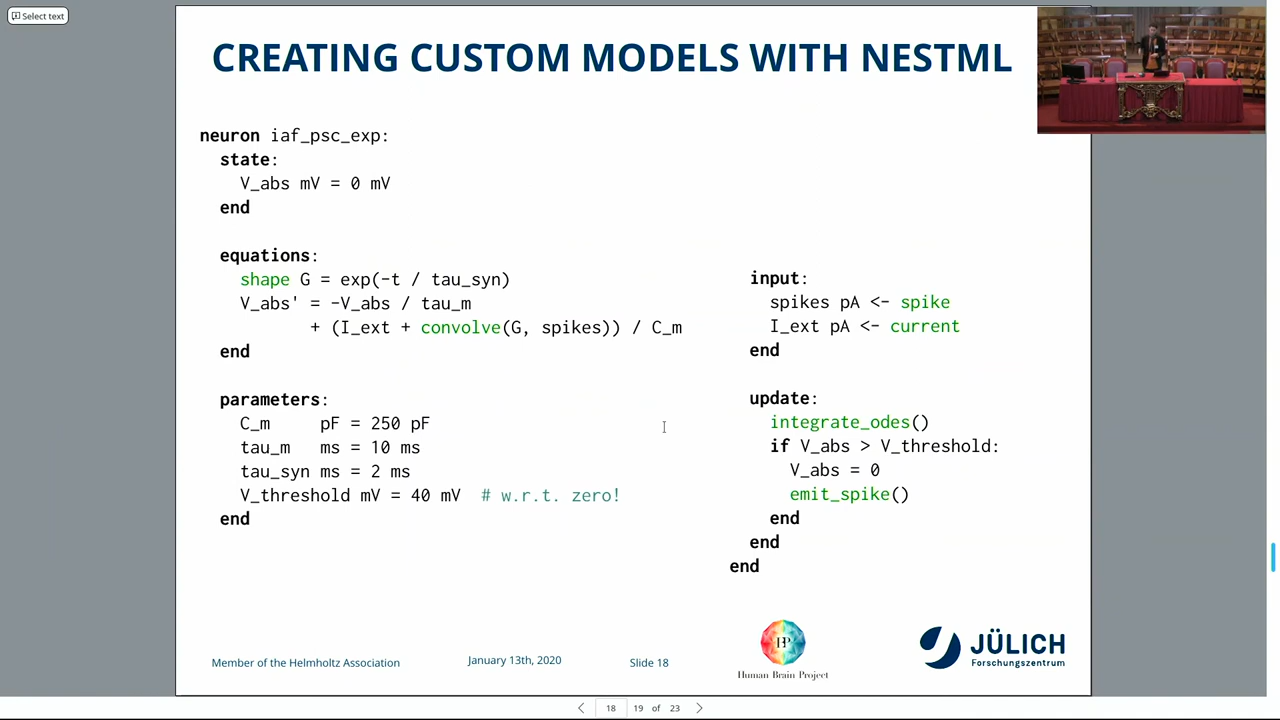 Select text
CREATING CUSTOM MODELS WITH NESTML
neuron iaf_psc_exp:
state:
V_abs mV = 0 mV
end
equations:
shape G = exp(-t / tau_syn)
V_abs' = -V_abs / tau_m
+ (I_ext + convolve(G, spikes)) / C_m
end
parameters:
C_m pF = 250 pF
tau_m ms = 10 ms
tau_syn ms = 2 ms
V_threshold mV = 40 mV # w.r.t. zero!
end
input:
spikes pA <- spike
I_ext pA <- current
end
update:
integrate_odes()
if V_abs > V_threshold:
V_abs = 0
emit_spike()
end
end
end
Member of the Helmholtz Association
January 13th, 2020
Slide 18
Human Brain Project
JÜLICH
Forschungszentrum
18 19 of 23